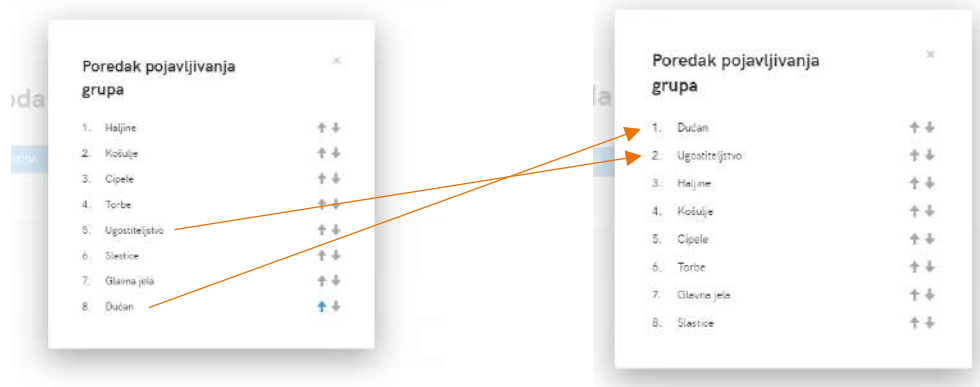 Poredak pojavljivanja
grupa
1. Haljine
2. Košulje
3. Cipele
4. Torbe
5. Ugostiteljstvo
6. Slastice
7. Glavna jela
8. Dućan
Poredak pojavljivanja
grupa
1. Dućan
2. Ugostiteljstvo
3. Haljine
4. Košulje
5. Cipele
6. Torbe
7. Glavna jela
8. Slastice